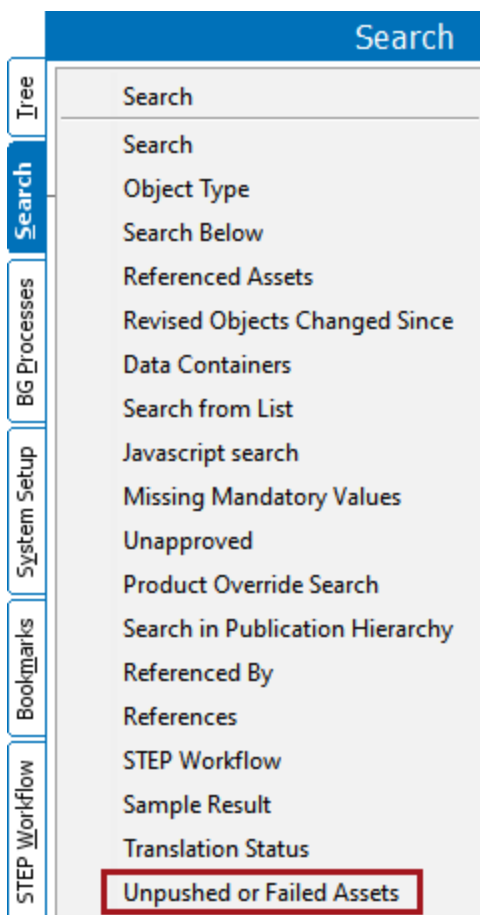 Search
Tree
Search
BG Processes
System Setup
Bookmarks
STEP Workflow
Search
Search
Object Type
Search Below
Referenced Assets
Revised Objects Changed Since
Data Containers
Search from List
Javascript search
Missing Mandatory Values
Unapproved
Product Override Search
Search in Publication Hierarchy
Referenced By
References
STEP Workflow
Sample Result
Translation Status
Unpushed or Failed Assets